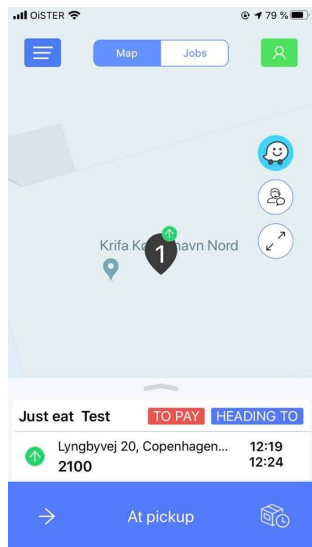 OiSTER 79 %
Map Jobs
Krifa Kø havn Nord
1
Just eat Test TO PAY HEADING TO
Lyngbyvej 20, Copenhagen... 12:19
2100 12:24
At pickup